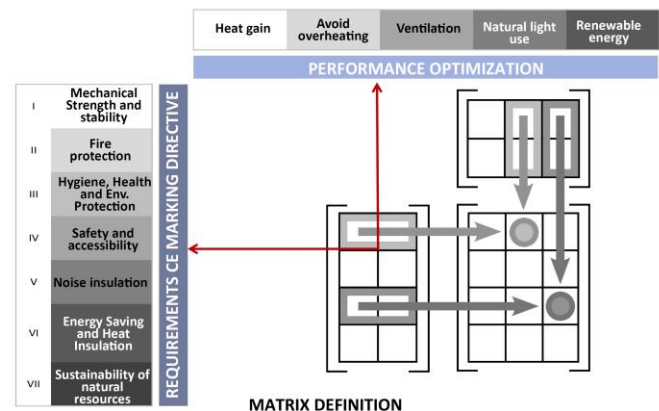 Heat gain
Avoid
overheating
Ventilation
Natural light
use
Renewable
energy
PERFORMANCE OPTIMIZATION
I
Mechanical
Strength and
stability
II
Fire
protection
III
Hygiene, Health
and Env.
Protection
IV
Safety and
accessibility
V
Noise insulation
VI
Energy Saving
and Heat
Insulation
VII
Sustainability of
natural
resources
REQUIREMENTS CE MARKING DIRECTIVE
MATRIX DEFINITION